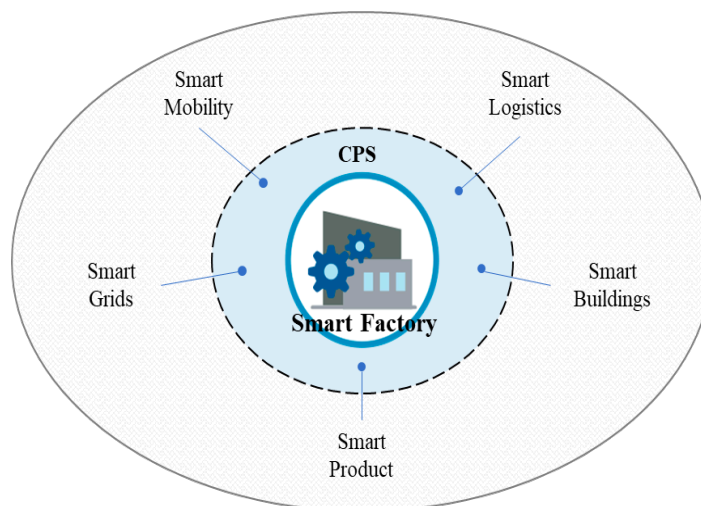 Smart
Mobility
Smart
Logistics
CPS
Smart
Grids
Smart
Buildings
Smart Factory
Smart
Product